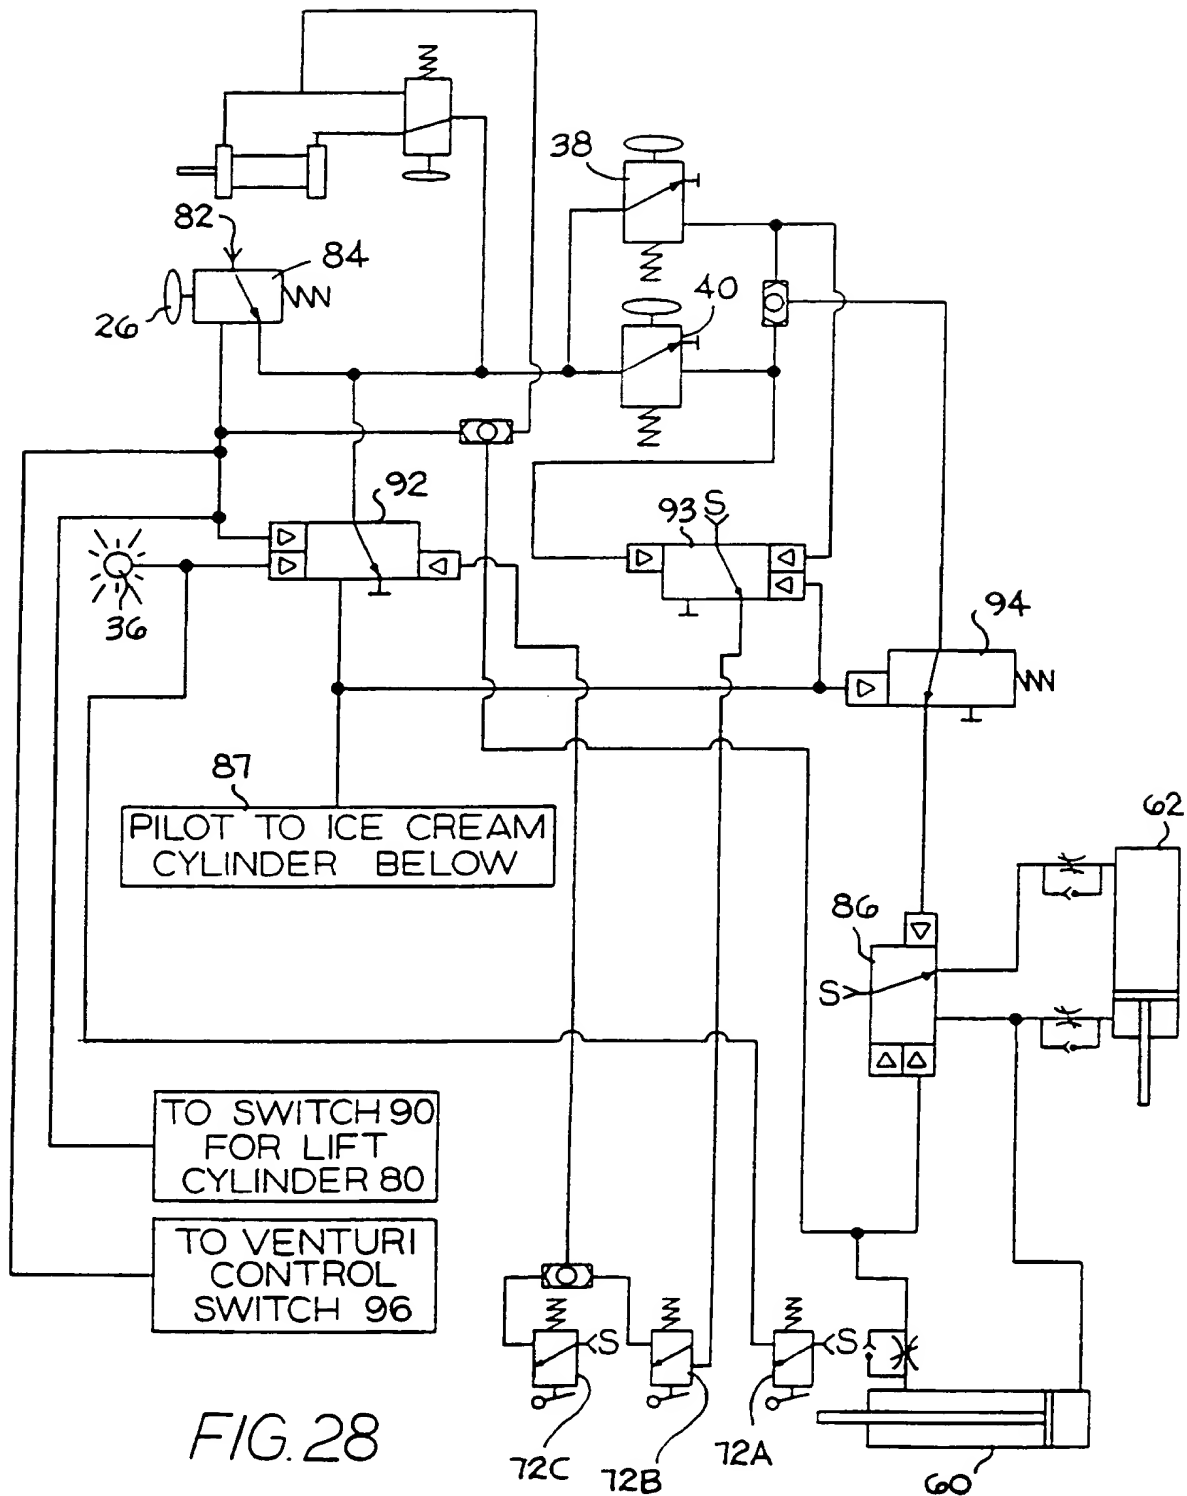 38
82
84
26
40
92
93
S
36
94
87
PILOT TO ICE CREAM
CYLINDER BELOW
62
86
S
TO SWITCH 90
FOR LIFT
CYLINDER 80
TO VENTURI
CONTROL
SWITCH 96
S
S
FIG. 28
72C
72B
72A
60